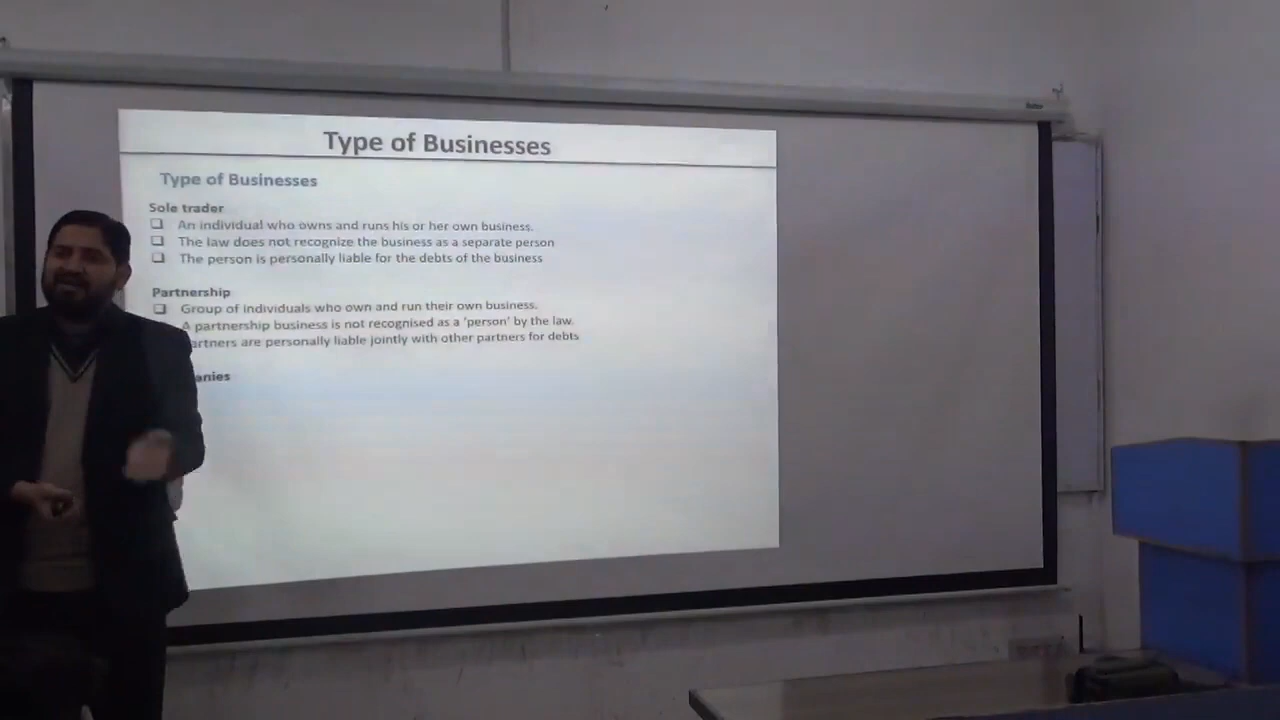 Type of Businesses
Type of Businesses
Sole trader
An individual who owns and runs his or her own business.
The law does not recognize the business as a separate person
The person is personally liable for the debts of the business
Partnership
Group of individuals who own and run their own business.
A partnership business is not recognised as a 'person' by the law.
artners are personally liable jointly with other partners for debts
anies